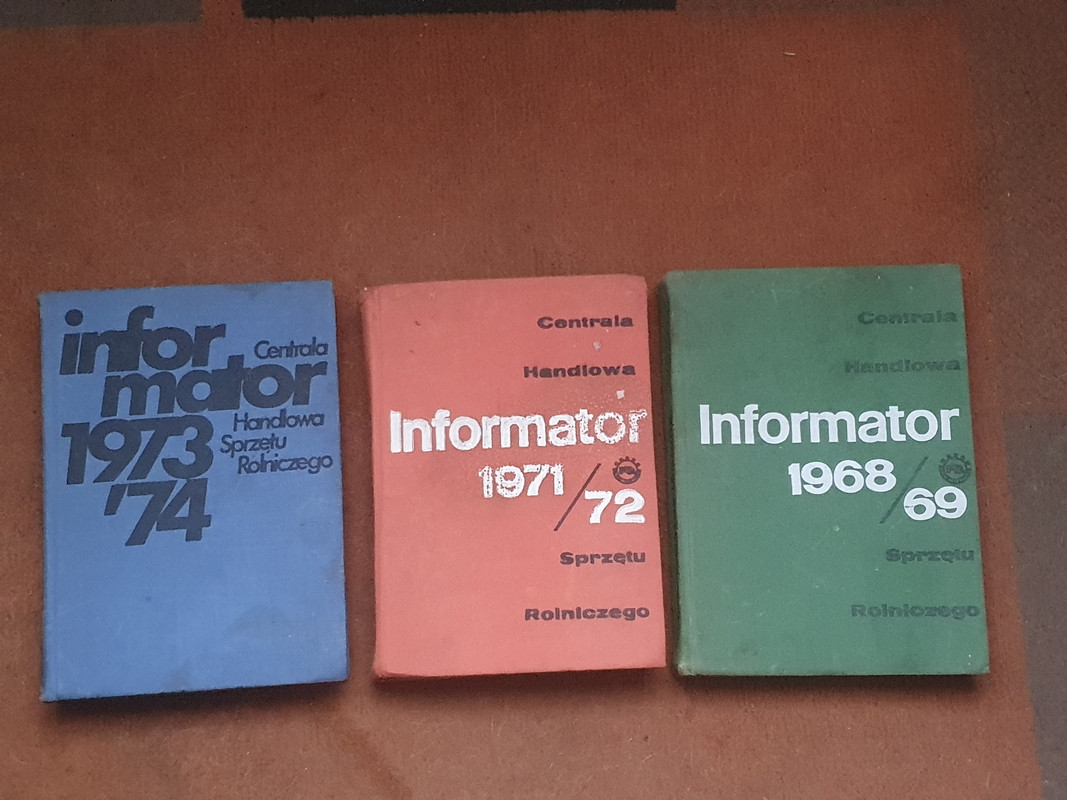 infor
Centrala
mator
Handlowa
1973
Sprzętu
Rolniczego
'74
Centrala
Handlowa
Informator
1971/72
Sprzętu
Rolniczego
Centrala
Handlowa
Informator
1968/69
Sprzętu
Rolniczego